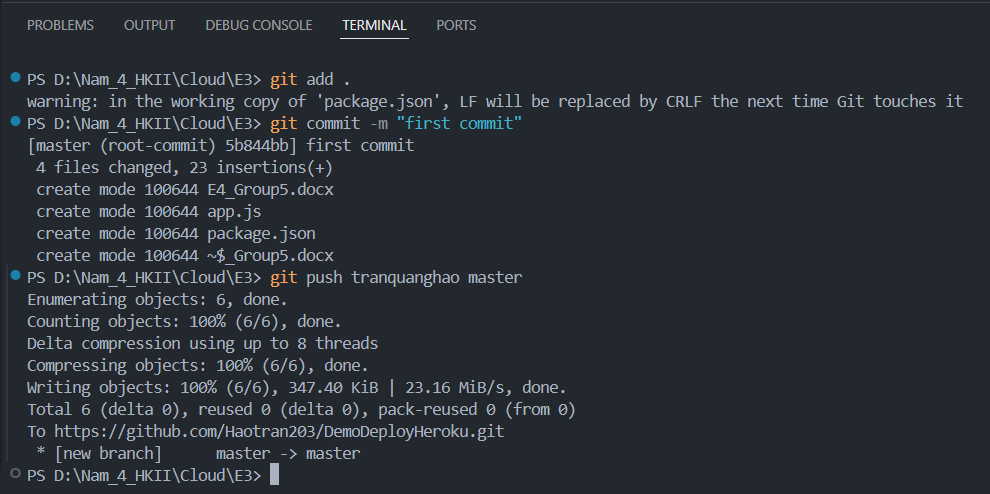 PROBLEMS OUTPUT DEBUG CONSOLE TERMINAL PORTS
PS D:\Nam_4_HKII\Cloud\E3> git add .
warning: in the working copy of 'package.json', LF will be replaced by CRLF the next time Git touches it
PS D:\Nam_4_HKII\Cloud\E3> git commit -m "first commit"
[master (root-commit) 5b844bb] first commit
 4 files changed, 23 insertions(+)
 create mode 100644 E4_Group5.docx
 create mode 100644 app.js
 create mode 100644 package.json
 create mode 100644 ~$_Group5.docx
PS D:\Nam_4_HKII\Cloud\E3> git push tranquanghao master
Enumerating objects: 6, done.
Counting objects: 100% (6/6), done.
Delta compression using up to 8 threads
Compressing objects: 100% (6/6), done.
Writing objects: 100% (6/6), 347.40 KiB | 23.16 MiB/s, done.
Total 6 (delta 0), reused 0 (delta 0), pack-reused 0 (from 0)
To https://github.com/Haotran203/DemoDeployHeroku.git
 * [new branch]      master -> master
PS D:\Nam_4_HKII\Cloud\E3>